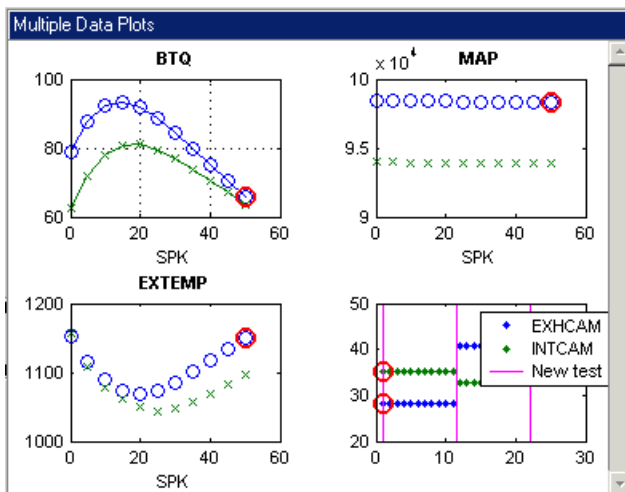 Multiple Data Plots
BTQ
100
80
60
0 20 40 60
SPK
MAP
x 10^4
10
9.5
9
0 20 40 60
SPK
EXTEMP
1200
1100
1000
0 20 40 60
SPK
50
40
30
20
0 10 20 30
EXHCAM
INTCAM
New test